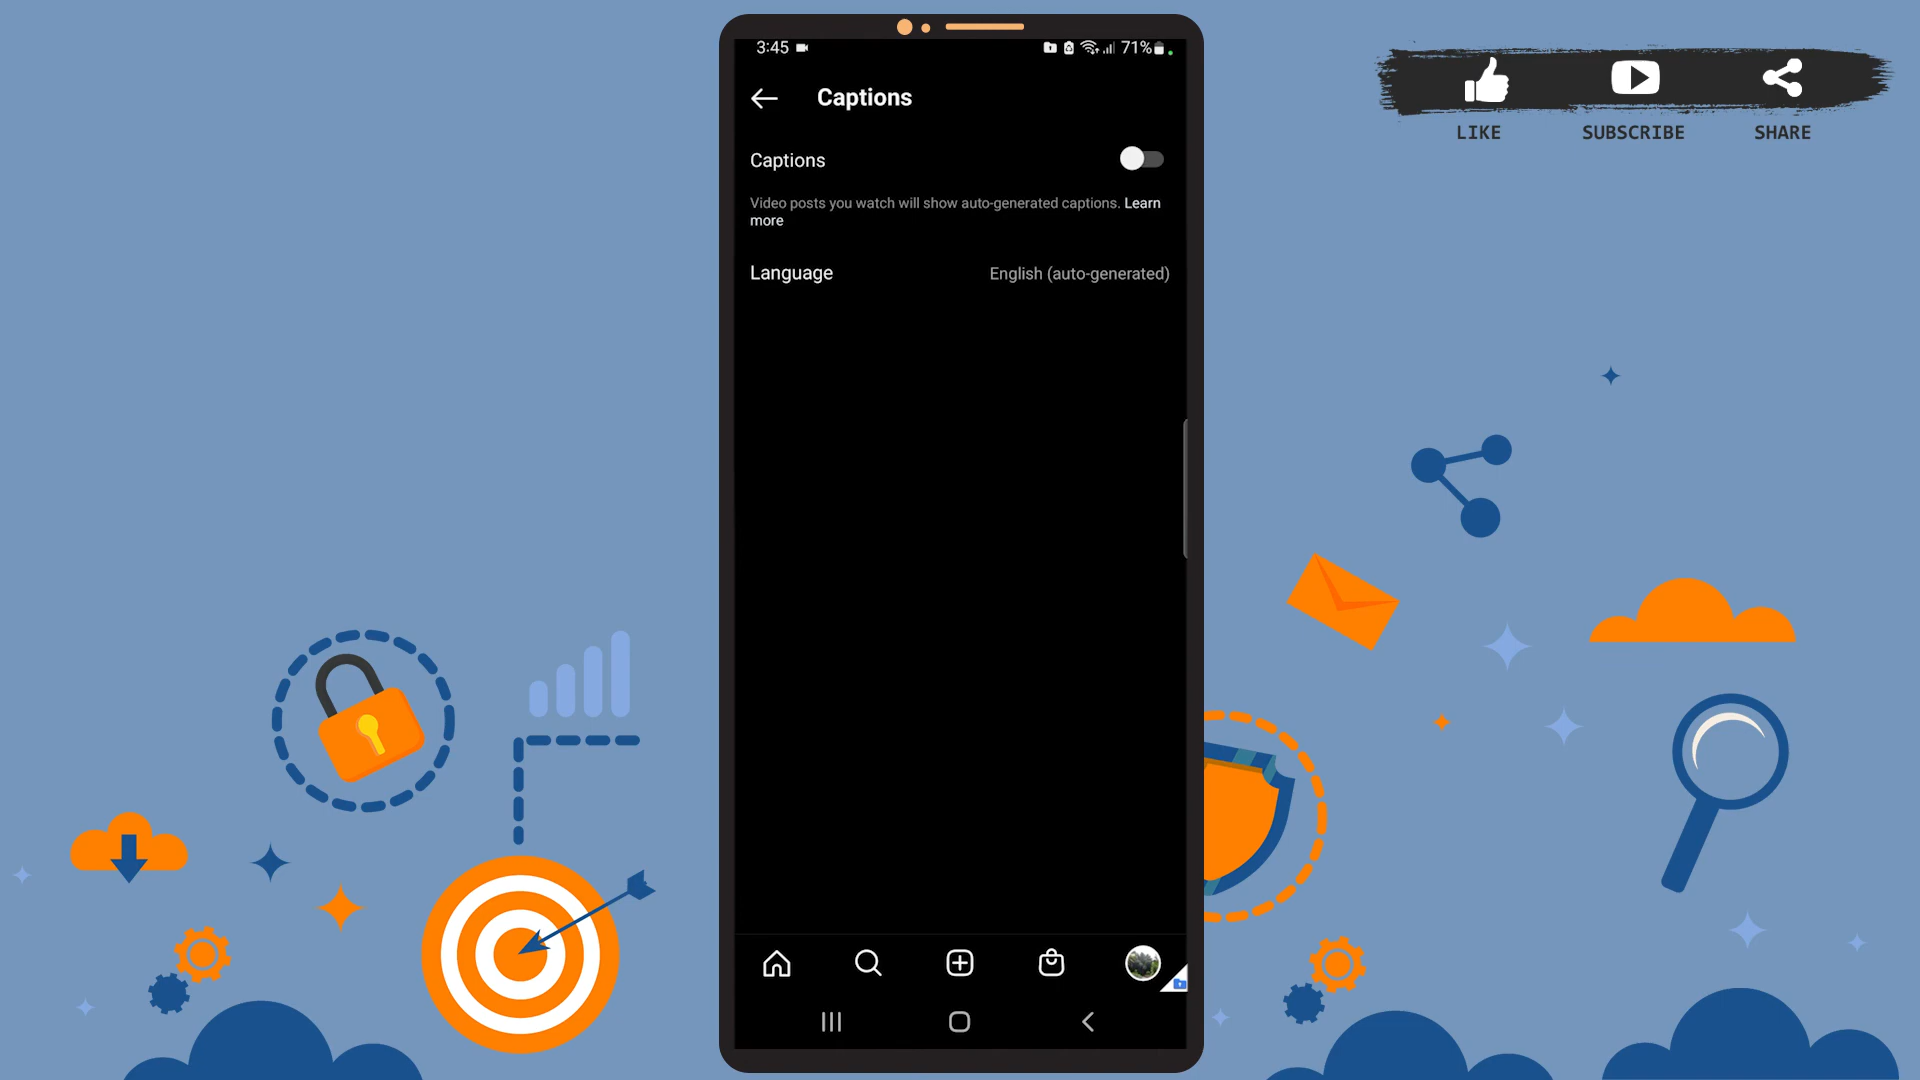 3:45
71%
Captions
Captions
Video posts you watch will show auto-generated captions. Learn
more
Language
English (auto-generated)
LIKE
SUBSCRIBE
SHARE